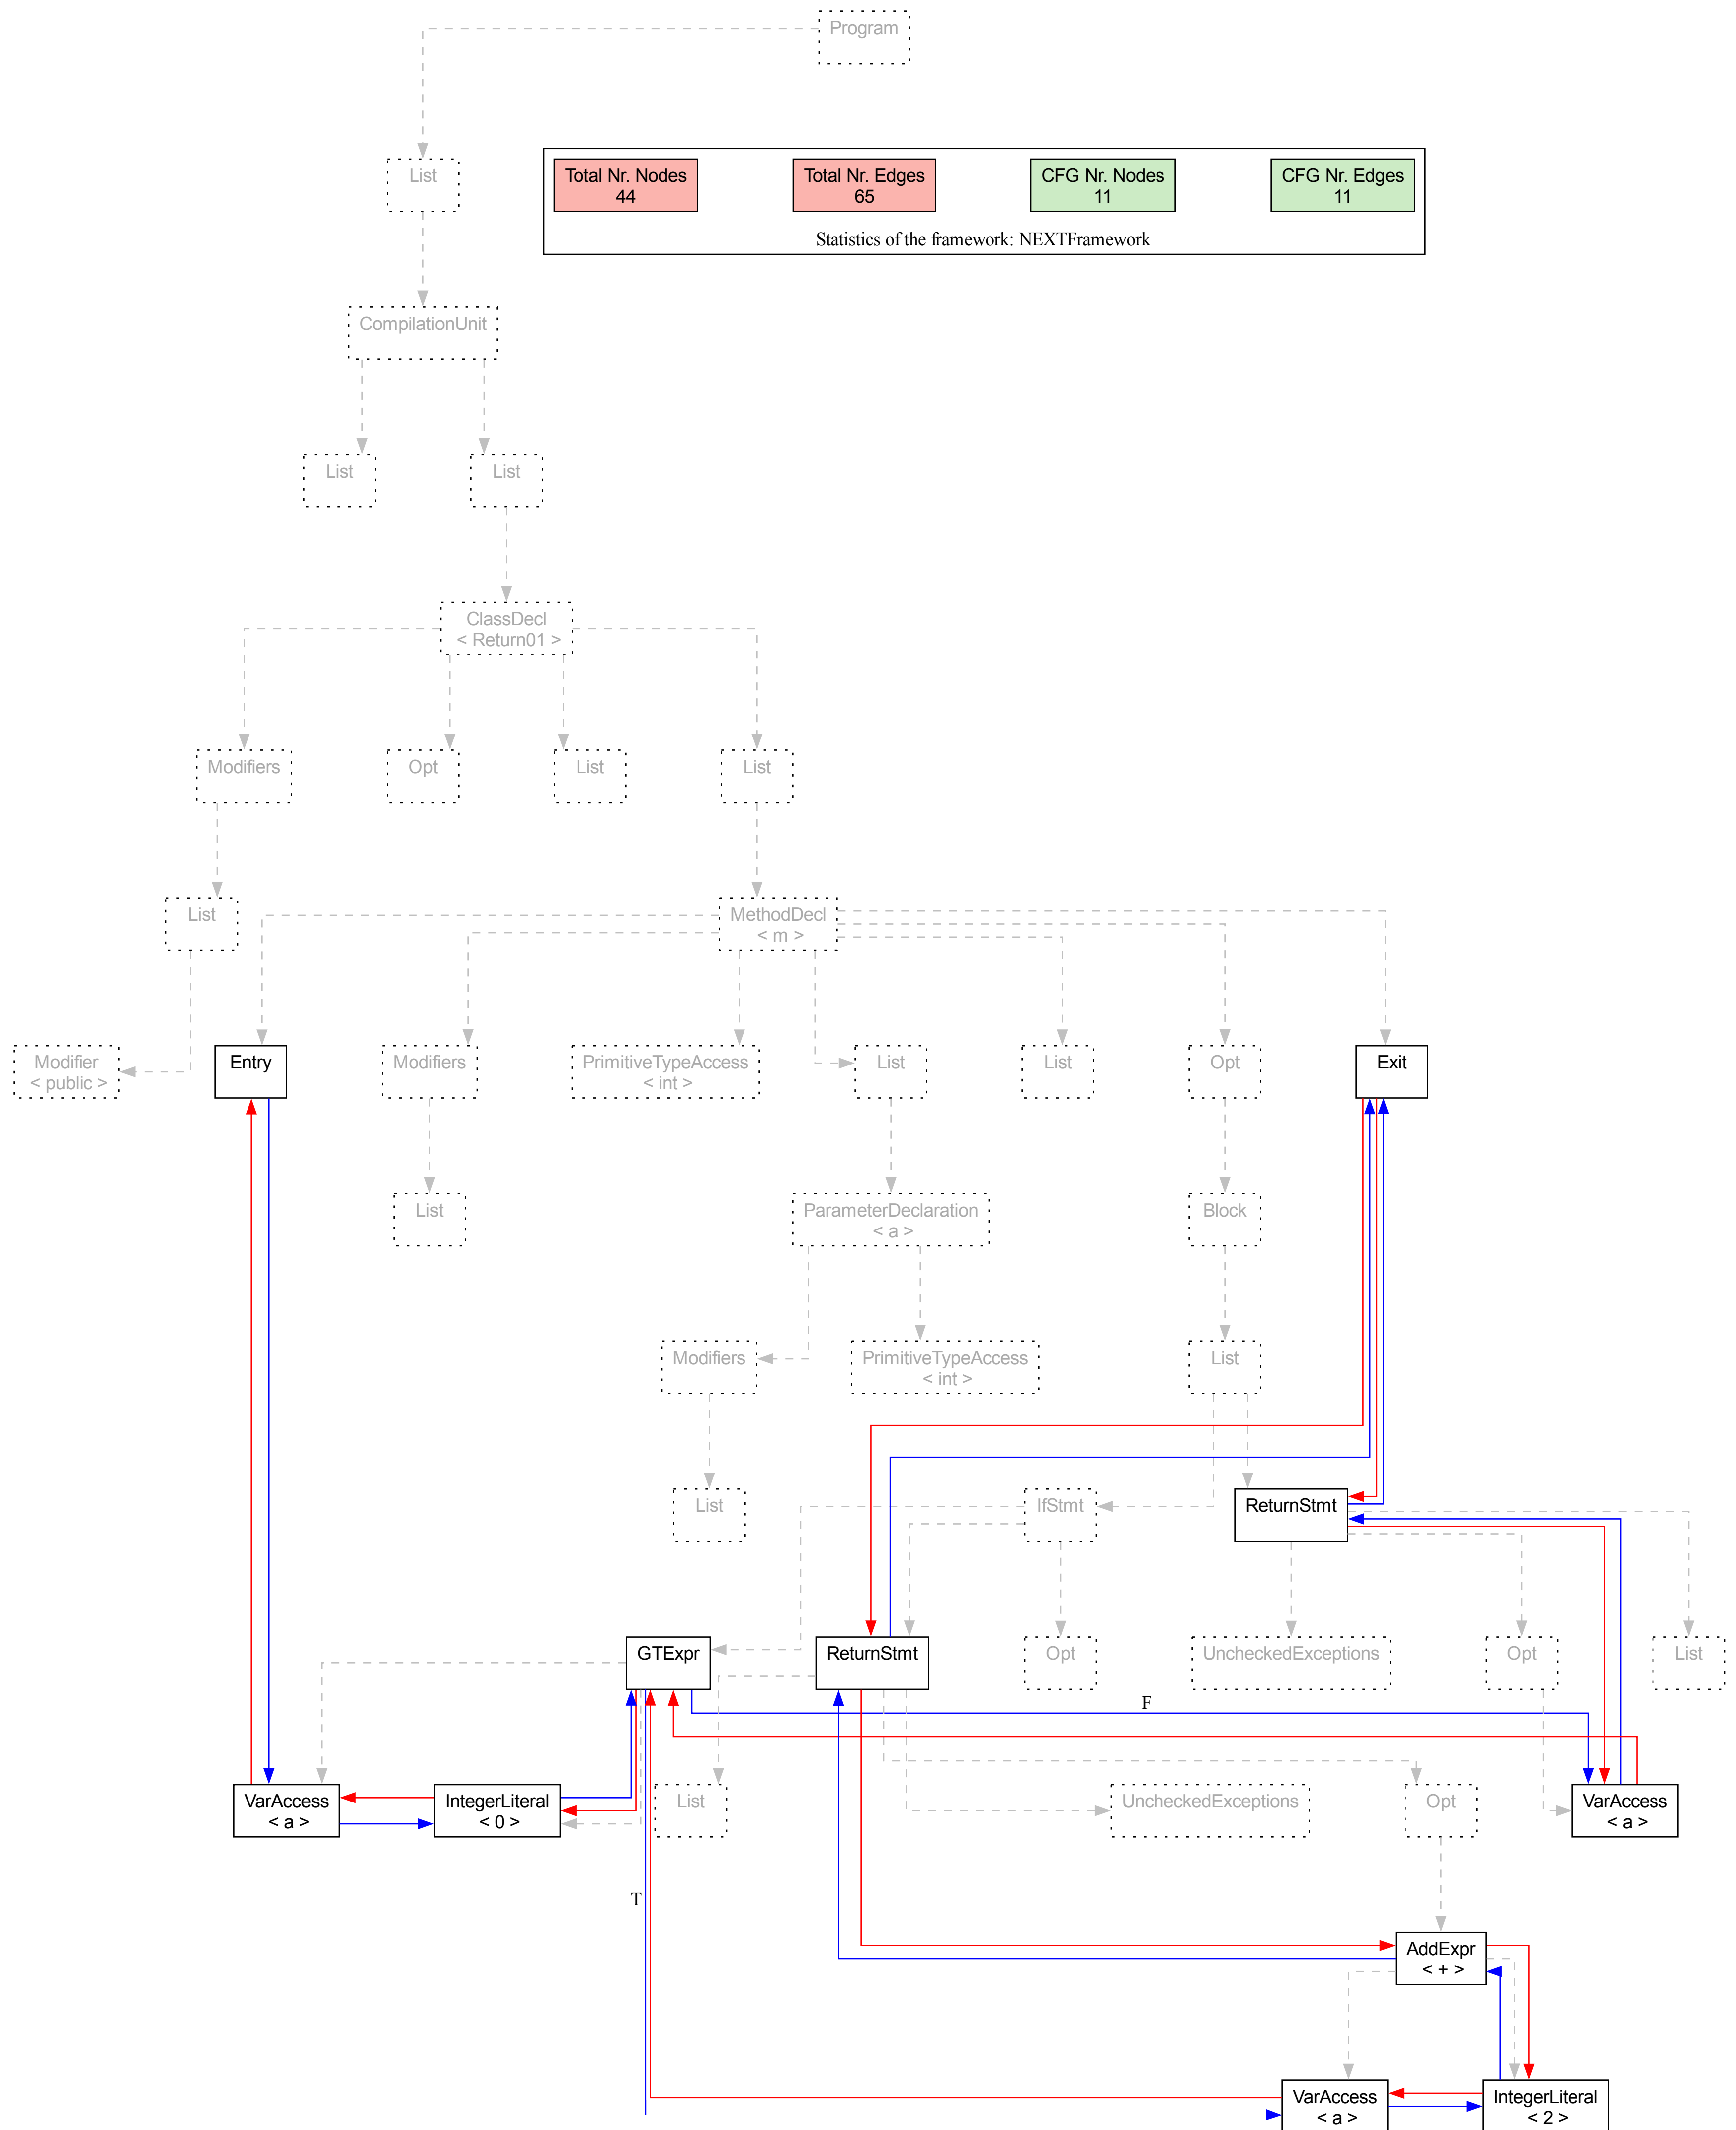 Program
List
Total Nr. Nodes
44
Total Nr. Edges
65
CFG Nr. Nodes
11
CFG Nr. Edges
11
Statistics of the framework: NEXTFramework
CompilationUnit
List
List
ClassDecl
< Return01 >
Modifiers
Opt
List
List
List
MethodDecl
< m >
Modifier
< public >
Entry
Modifiers
PrimitiveTypeAccess
< int >
List
List
Opt
Exit
List
ParameterDeclaration
< a >
Block
Modifiers
PrimitiveTypeAccess
< int >
List
List
IfStmt
ReturnStmt
GTExpr
ReturnStmt
Opt
UncheckedExceptions
Opt
List
F
VarAccess
< a >
IntegerLiteral
< 0 >
List
UncheckedExceptions
Opt
VarAccess
< a >
T
AddExpr
< + >
VarAccess
< a >
IntegerLiteral
< 2 >